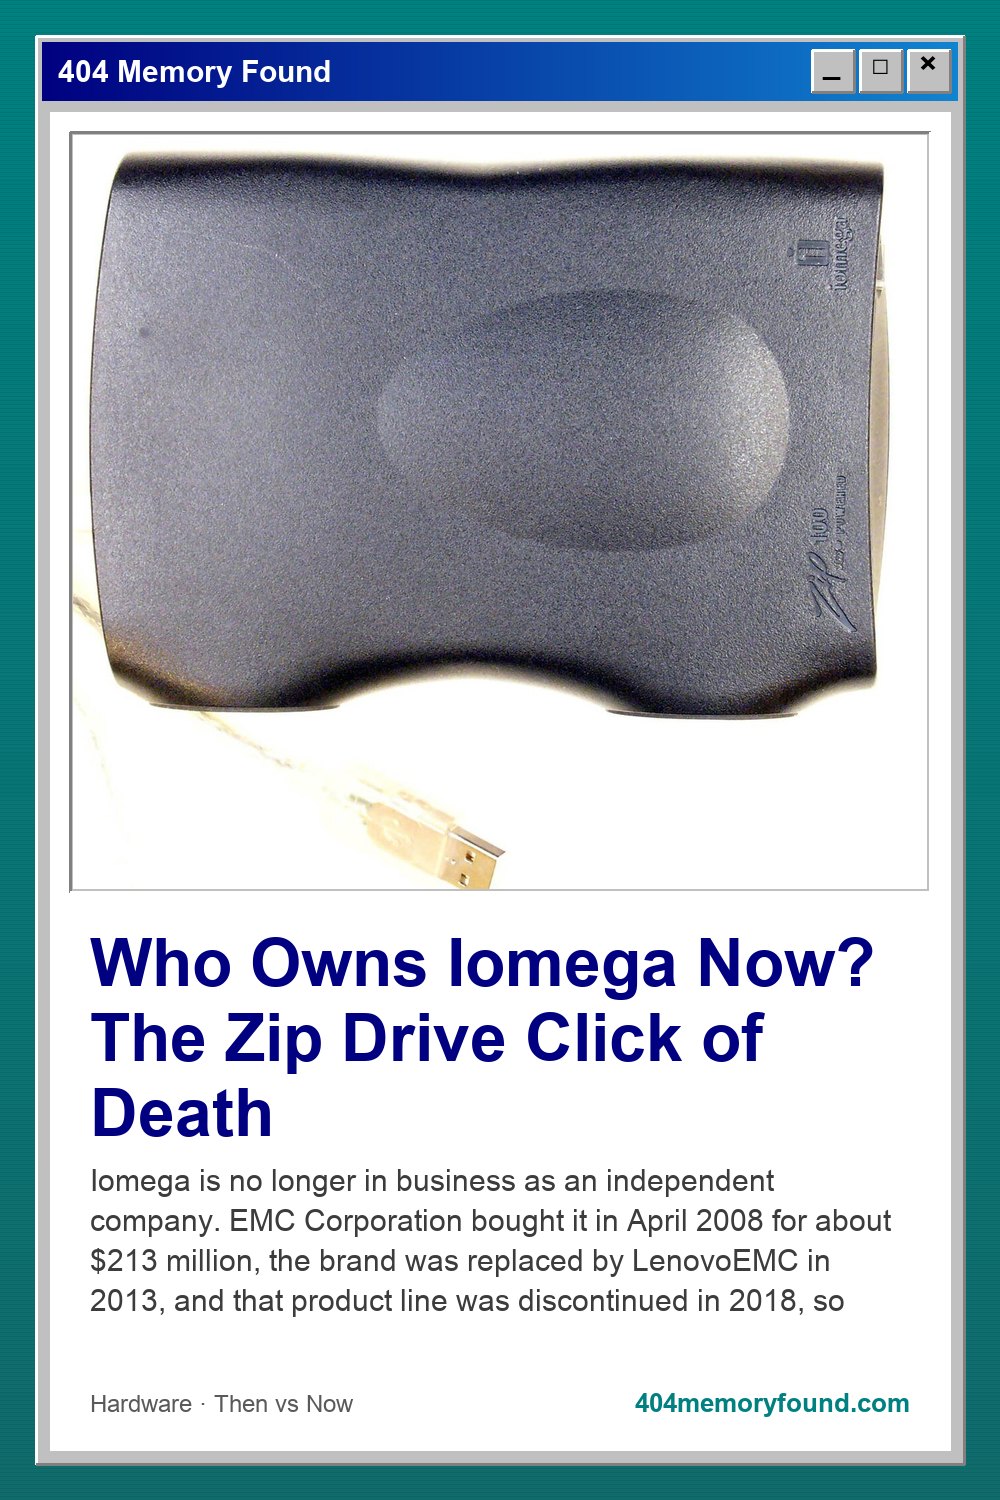 404 Memory Found
iomega
Zip 100
USB POWERED
Who Owns Iomega Now?
The Zip Drive Click of
Death
Iomega is no longer in business as an independent
company. EMC Corporation bought it in April 2008 for about
$213 million, the brand was replaced by LenovoEMC in
2013, and that product line was discontinued in 2018, so
Hardware · Then vs Now
404memoryfound.com